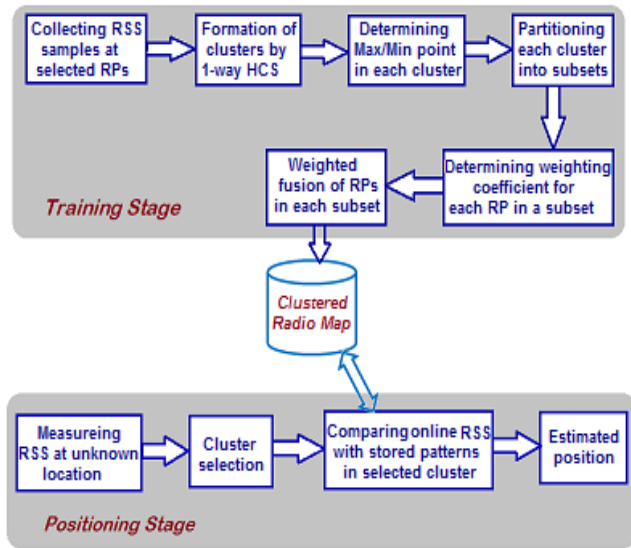 Collecting RSS
samples at
selected RPs
Formation of
clusters by
1-way HCS
Determining
Max/Min point
in each cluster
Partitioning
each cluster
into subsets
Determining weighting
coefficient for
each RP in a subset
Weighted
fusion of RPs
in each subset
Training Stage
Clustered
Radio Map
Measureing
RSS at unknown
location
Cluster
selection
Comparing online RSS
with stored patterns
in selected cluster
Estimated
position
Positioning Stage